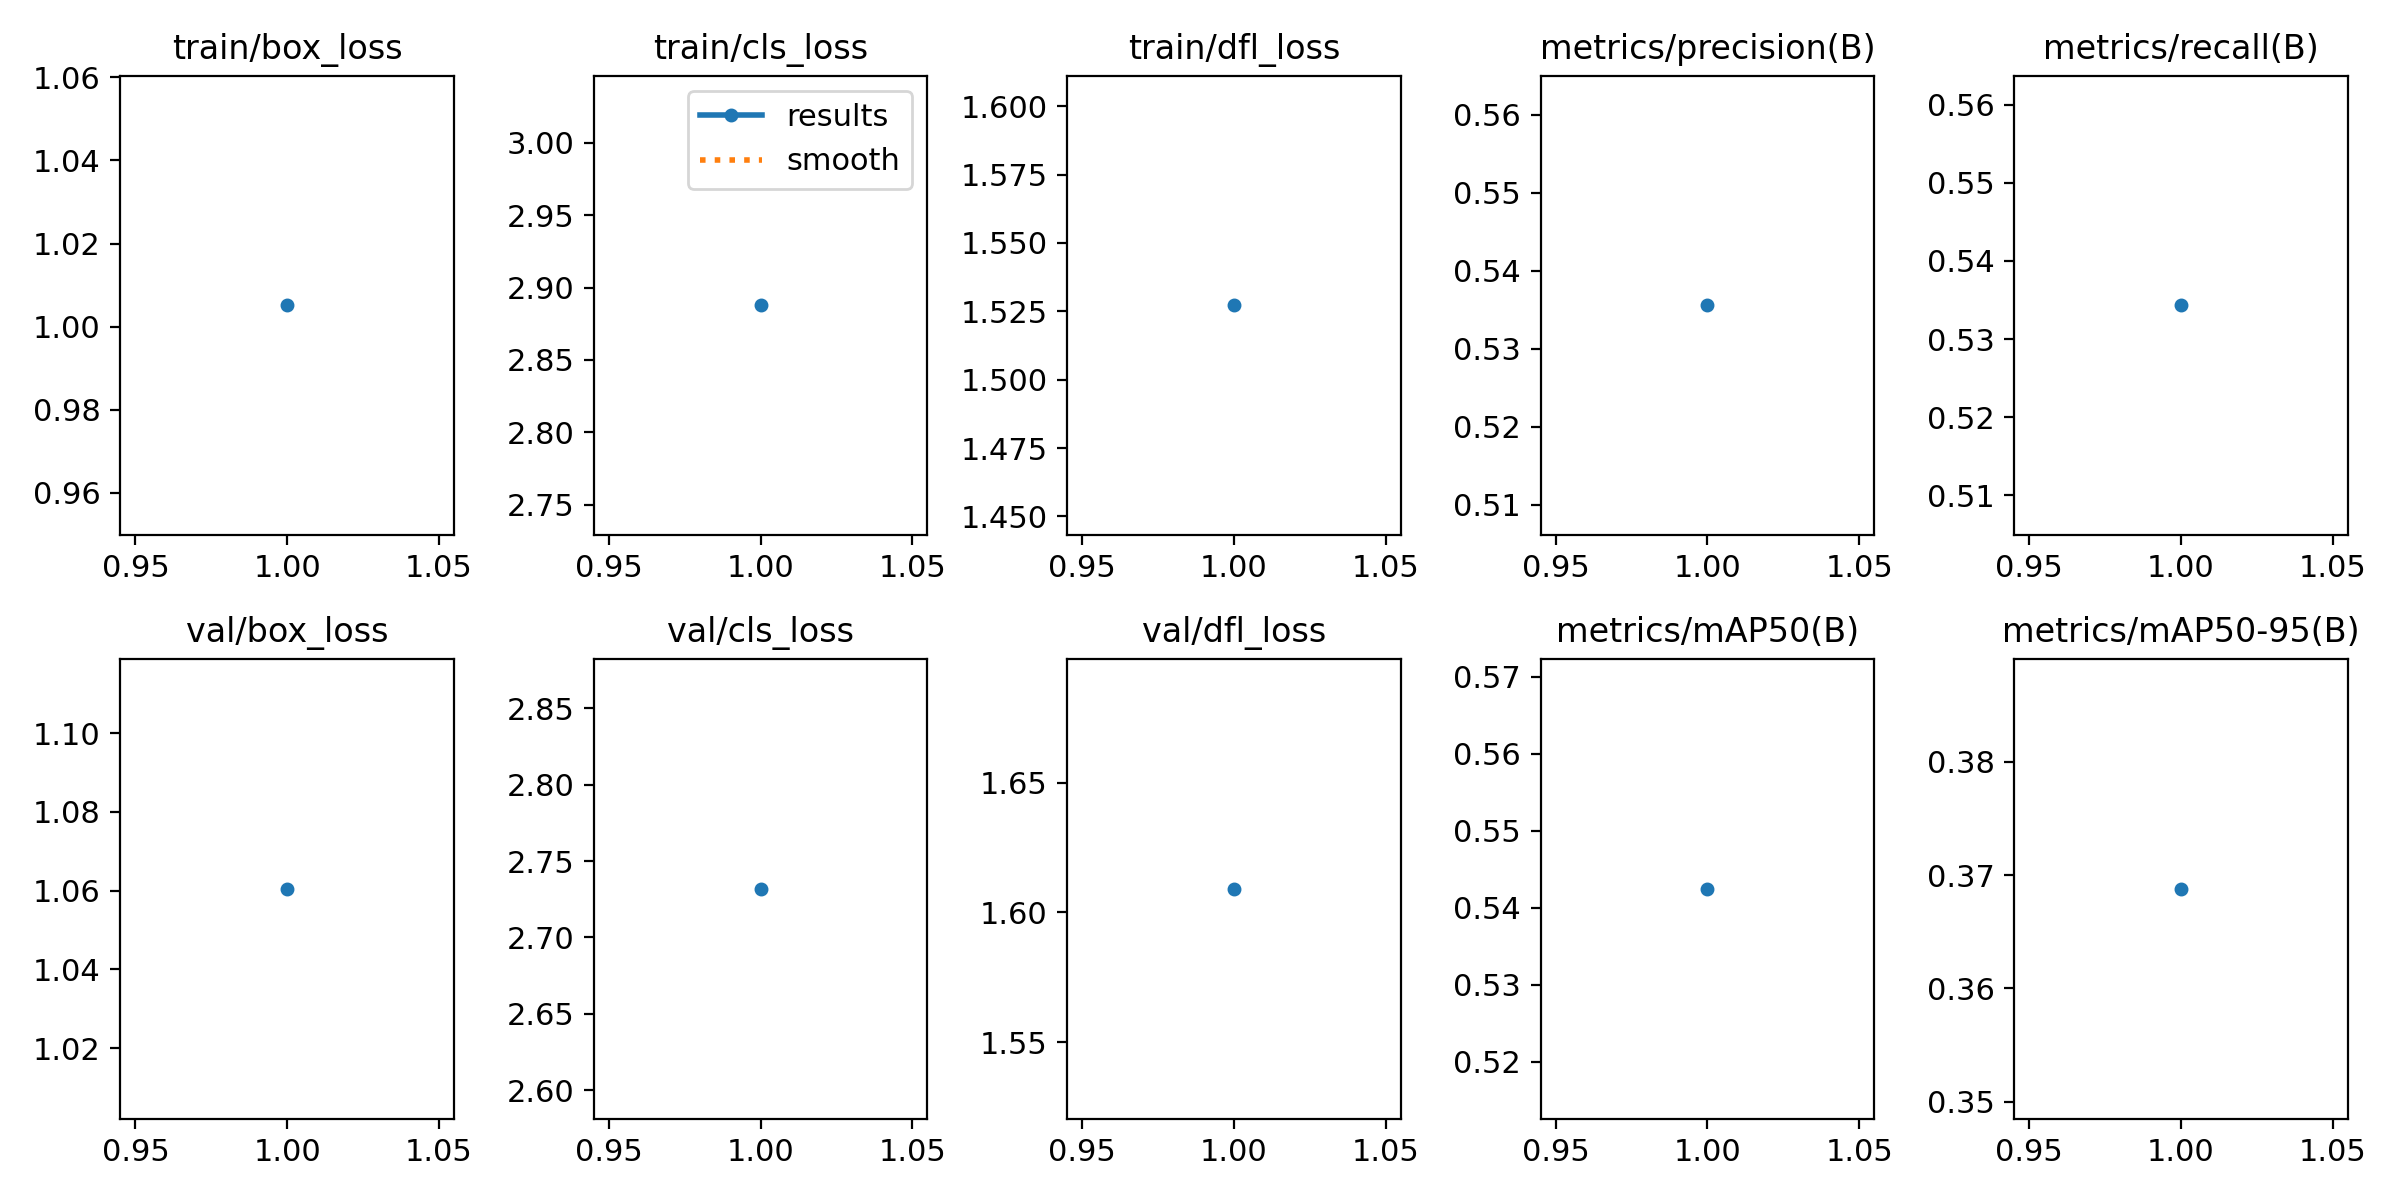 train/box_loss
1.06
1.04
1.02
1.00
0.98
0.96
0.95 1.00 1.05
train/cls_loss
results
smooth
3.00
2.95
2.90
2.85
2.80
2.75
0.95 1.00 1.05
train/dfl_loss
1.600
1.575
1.550
1.525
1.500
1.475
1.450
0.95 1.00 1.05
metrics/precision(B)
0.56
0.55
0.54
0.53
0.52
0.51
0.95 1.00 1.05
metrics/recall(B)
0.56
0.55
0.54
0.53
0.52
0.51
0.95 1.00 1.05
val/box_loss
1.10
1.08
1.06
1.04
1.02
0.95 1.00 1.05
val/cls_loss
2.85
2.80
2.75
2.70
2.65
2.60
0.95 1.00 1.05
val/dfl_loss
1.65
1.60
1.55
0.95 1.00 1.05
metrics/mAP50(B)
0.57
0.56
0.55
0.54
0.53
0.52
0.95 1.00 1.05
metrics/mAP50-95(B)
0.38
0.37
0.36
0.35
0.95 1.00 1.05